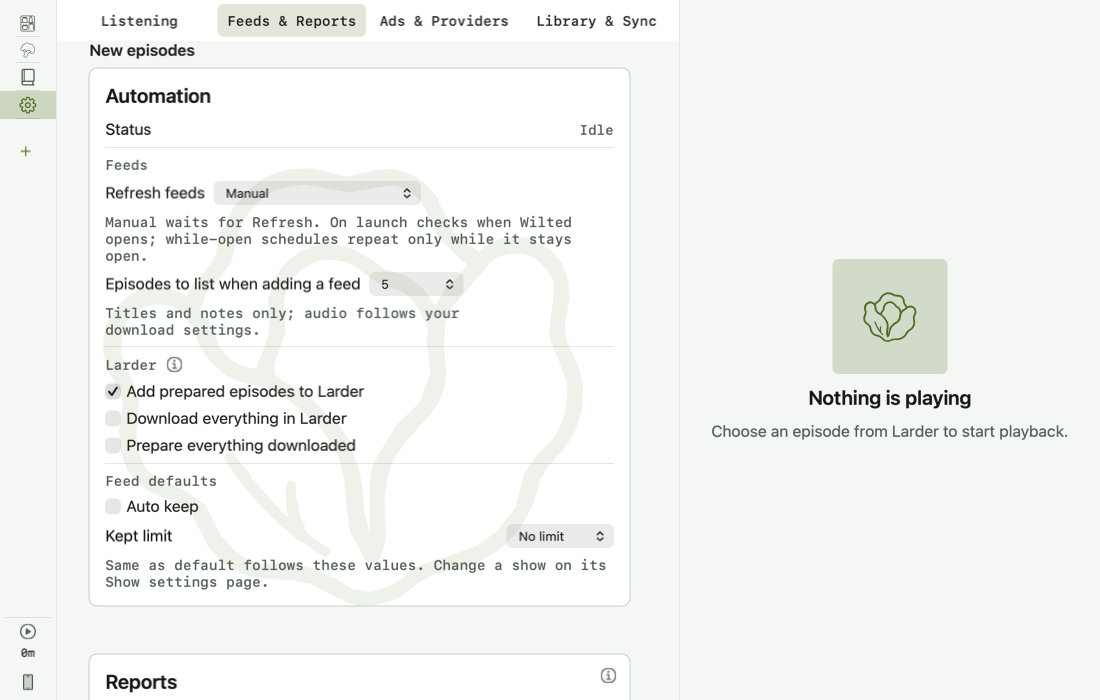 Listening Feeds & Reports Ads & Providers Library & Sync
New episodes
Automation
Status Idle
Feeds
Refresh feeds Manual
Manual waits for Refresh. On launch checks when Wilted
opens; while-open schedules repeat only while it stays
open.
Episodes to list when adding a feed 5
Titles and notes only; audio follows your
download settings.
Larder
Add prepared episodes to Larder
Download everything in Larder
Prepare everything downloaded
Feed defaults
Auto keep
Kept limit No limit
Same as default follows these values. Change a show on its
Show settings page.
Reports
0m
Nothing is playing
Choose an episode from Larder to start playback.